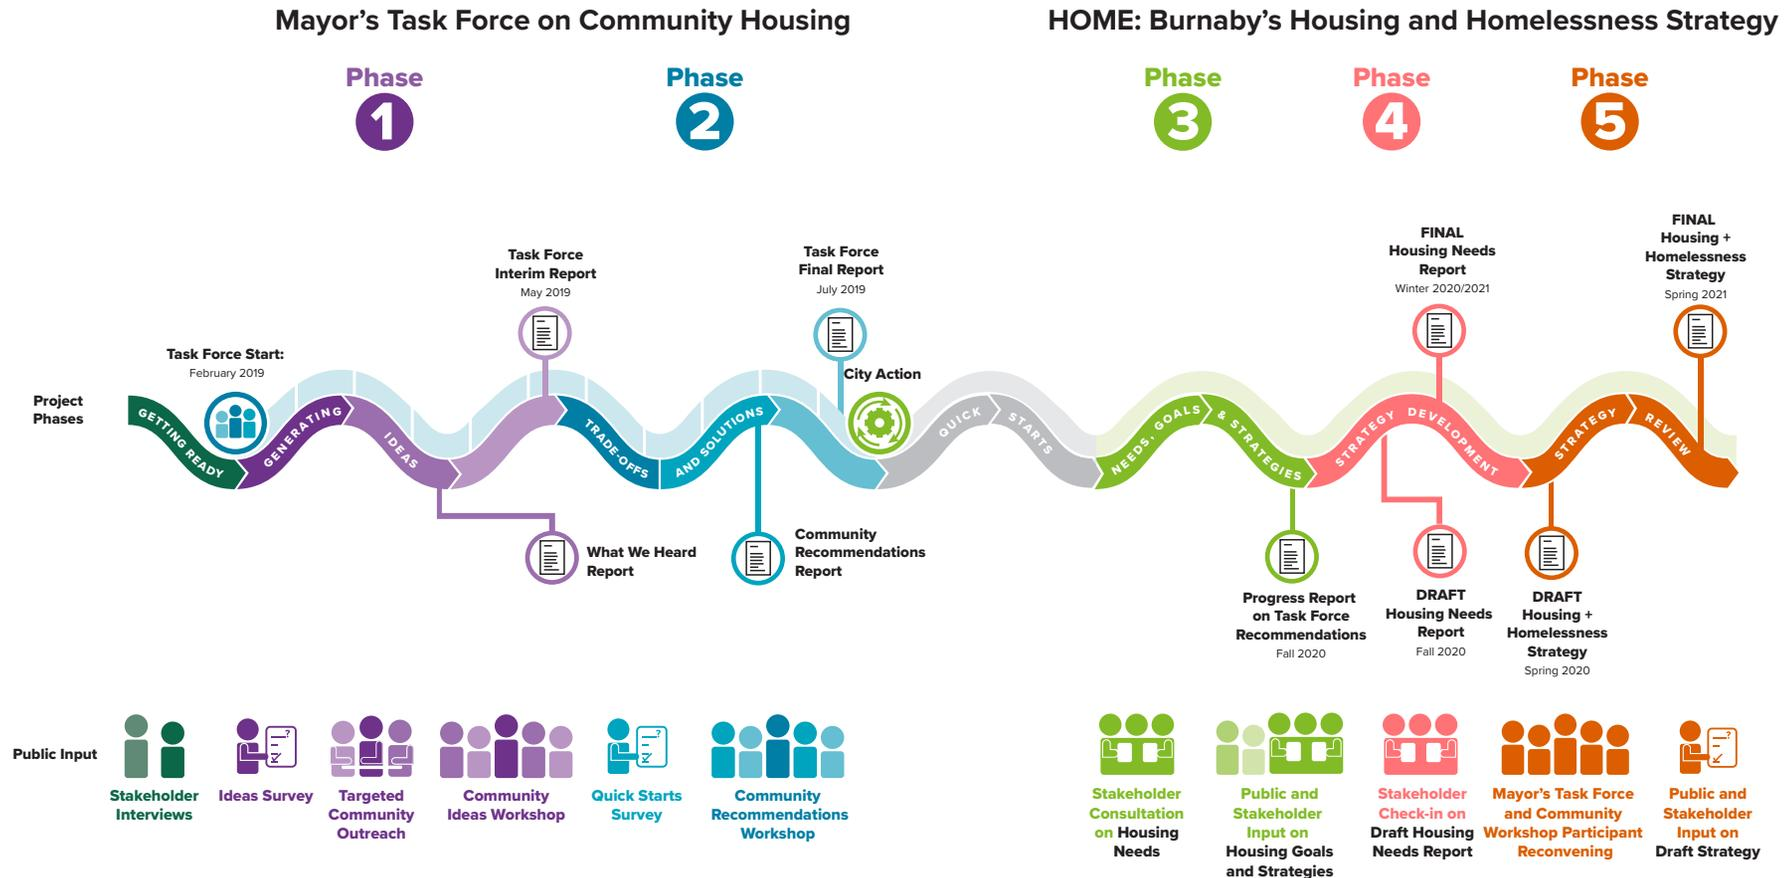 Mayor’s Task Force on Community Housing
HOME: Burnaby’s Housing and Homelessness Strategy
Phase
1
Phase
2
Phase
3
Phase
4
Phase
5
Task Force Start:
February 2019
Task Force
Interim Report
May 2019
Task Force
Final Report
July 2019
City Action
FINAL
Housing Needs
Report
Winter 2020/2021
FINAL
Housing +
Homelessness
Strategy
Spring 2021
Project
Phases
GETTING READY
GENERATING
IDEAS
TRADE-OFFS
AND SOLUTIONS
QUICK
STARTS
NEEDS, GOALS
& STRATEGIES
STRATEGY DEVELOPMENT
STRATEGY
REVIEW
What We Heard
Report
Community
Recommendations
Report
Progress Report
on Task Force
Recommendations
Fall 2020
DRAFT
Housing Needs
Report
Fall 2020
DRAFT
Housing +
Homelessness
Strategy
Spring 2020
Public Input
Stakeholder
Interviews
Ideas Survey
Targeted
Community
Outreach
Community
Ideas Workshop
Quick Starts
Survey
Community
Recommendations
Workshop
Stakeholder
Consultation
on Housing
Needs
Public and
Stakeholder
Input on
Housing Goals
and Strategies
Stakeholder
Check-in on
Draft Housing
Needs Report
Mayor’s Task Force
and Community
Workshop Participant
Reconvening
Public and
Stakeholder
Input on
Draft Strategy